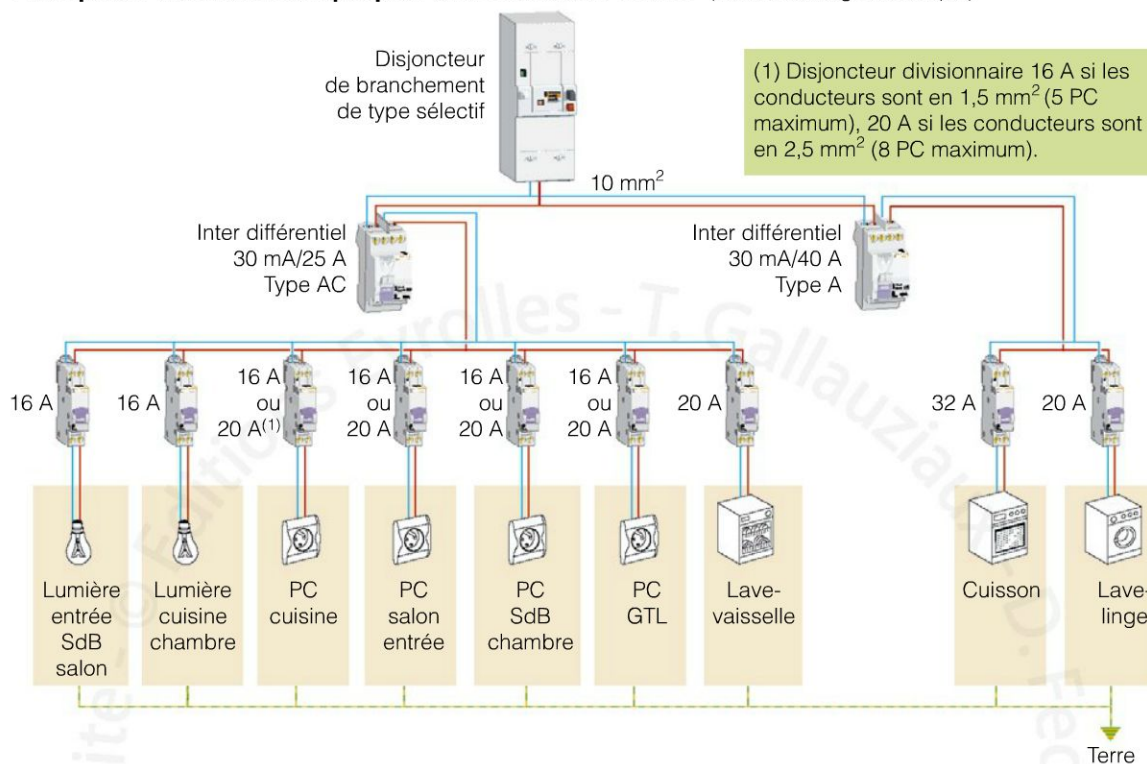 Disjoncteur
de branchement
de type sélectif
(1) Disjoncteur divisionnaire 16 A si les
conducteurs sont en 1,5 mm² (5 PC
maximum), 20 A si les conducteurs sont
en 2,5 mm² (8 PC maximum).
10 mm²
Inter différentiel
30 mA/25 A
Type AC
Inter différentiel
30 mA/40 A
Type A
16 A
16 A
16 A
ou
20 A(1)
16 A
ou
20 A
16 A
ou
20 A
16 A
ou
20 A
20 A
32 A
20 A
Lumière
entrée
SdB
salon
Lumière
cuisine
chambre
PC
cuisine
PC
salon
entrée
PC
SdB
chambre
PC
GTL
Lave-
vaisselle
Cuisson
Lave-
linge
Terre
© Editions Eyrolles - T. Gallauziaux - D. Fed